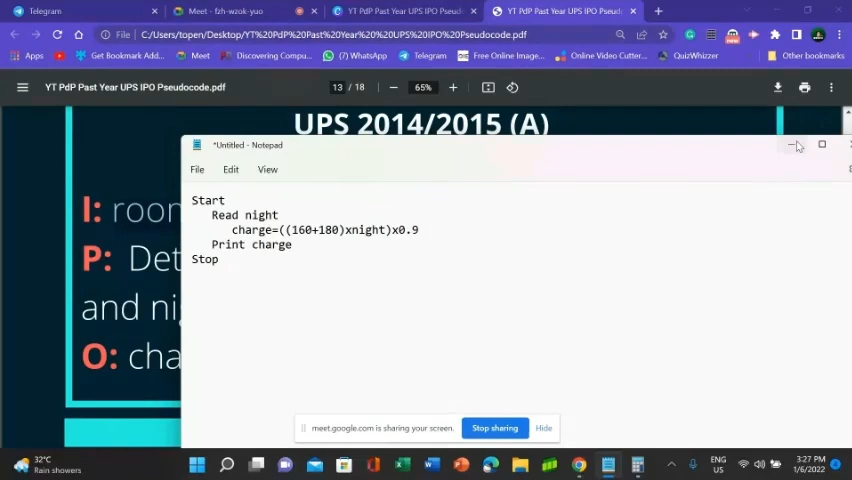 Telegram
Meet - fzh-wzok-yuo
YT PdP Past Year UPS IPO Pseudoc
YT PdP Past Year UPS IPO Pseudoc
File
C:/Users/topen/Desktop/YT%20PdP%20Past%20Year%20%20UPS%20IPO%20Pseudocode.pdf
Apps
Get Bookmark Add...
Meet
Discovering Compu...
(7) WhatsApp
Telegram
Free Online Image...
Online Video Cutter...
QuizWhizzer
Other bookmarks
YT PdP Past Year UPS IPO Pseudocode.pdf
13 / 18
65%
UPS 2014/2015 (A)
*Untitled - Notepad
File
Edit
View
Start
Read night
charge=((160+180)xnight)x0.9
Print charge
Stop
I: room
P: Det
and ni
O: cha
meet.google.com is sharing your screen.
Stop sharing
Hide
32°C
Rain showers
ENG
US
3:27 PM
1/6/2022